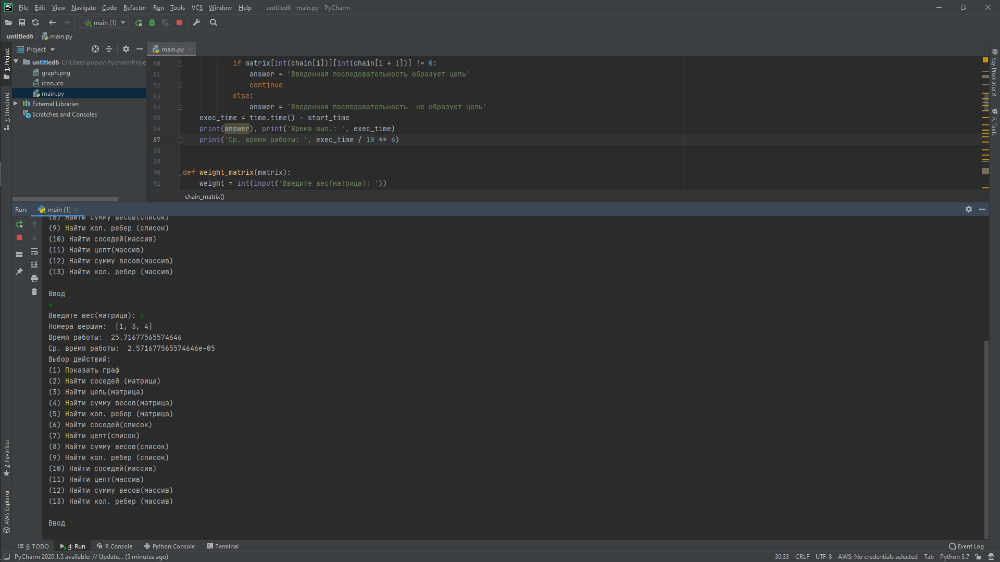 PC File Edit View Navigate Code Refactor Run Tools VCS Window Help untitled6 - main.py - PyCharm
main (1)
untitled6 main.py
Project main.py
1: Project
7: Structure
2: Favorites
AWS Explorer
untitled6 C:\Users\popov\PycharmProje
graph.png
icon.ico
main.py
External Libraries
Scratches and Consoles
80 if matrix[int(chain[i])][int(chain[i + 1])] != 0:
81 answer = 'Введенная последовательность образует цепь'
82 continue
83 else:
84 answer = 'Введенная последовательность  не образует цепь'
85 exec_time = time.time() - start_time
86 print(answer), print('Время вып.: ', exec_time)
87 print('Ср. время работы: ', exec_time / 10 ** 6)
88
89
90 def weight_matrix(matrix):
91 weight = int(input('Введите вес(матрица): '))
chain_matrix()
Key Promoter X
R Tools
Run: main (1)
(8) Найти сумму весов(список)
(9) Найти кол. ребер (список)
(10) Найти соседей(массив)
(11) Найти цепт(массив)
(12) Найти сумму весов(массив)
(13) Найти кол. ребер (массив)
Ввод
4
Введите вес(матрица): 6
Номера вершин:  [1, 3, 4]
Время работы:  25.71677565574646
Ср. время работы:  2.571677565574646e-05
Выбор действий:
(1) Показать граф
(2) Найти соседей (матрица)
(3) Найти цепь(матрица)
(4) Найти сумму весов(матрица)
(5) Найти кол. ребер (матрица)
(6) Найти соседей(список)
(7) Найти цепт(список)
(8) Найти сумму весов(список)
(9) Найти кол. ребер (список)
(10) Найти соседей(массив)
(11) Найти цепт(массив)
(12) Найти сумму весов(массив)
(13) Найти кол. ребер (массив)
Ввод
6: TODO 4: Run R Console Python Console Terminal Event Log
PyCharm 2020.1.5 available: // Update... (5 minutes ago) 30:33 CRLF UTF-8 AWS: No credentials selected Tab Python 3.7